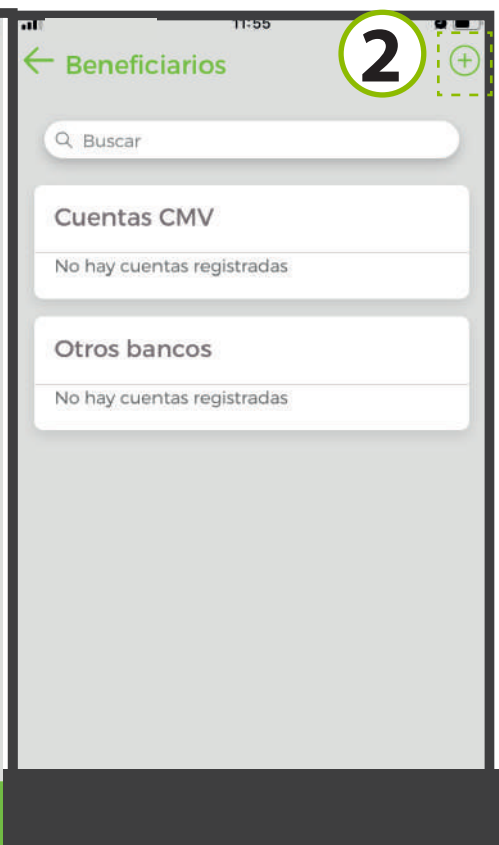 11:55
Beneficiarios
2
Buscar
Cuentas CMV
No hay cuentas registradas
Otros bancos
No hay cuentas registradas